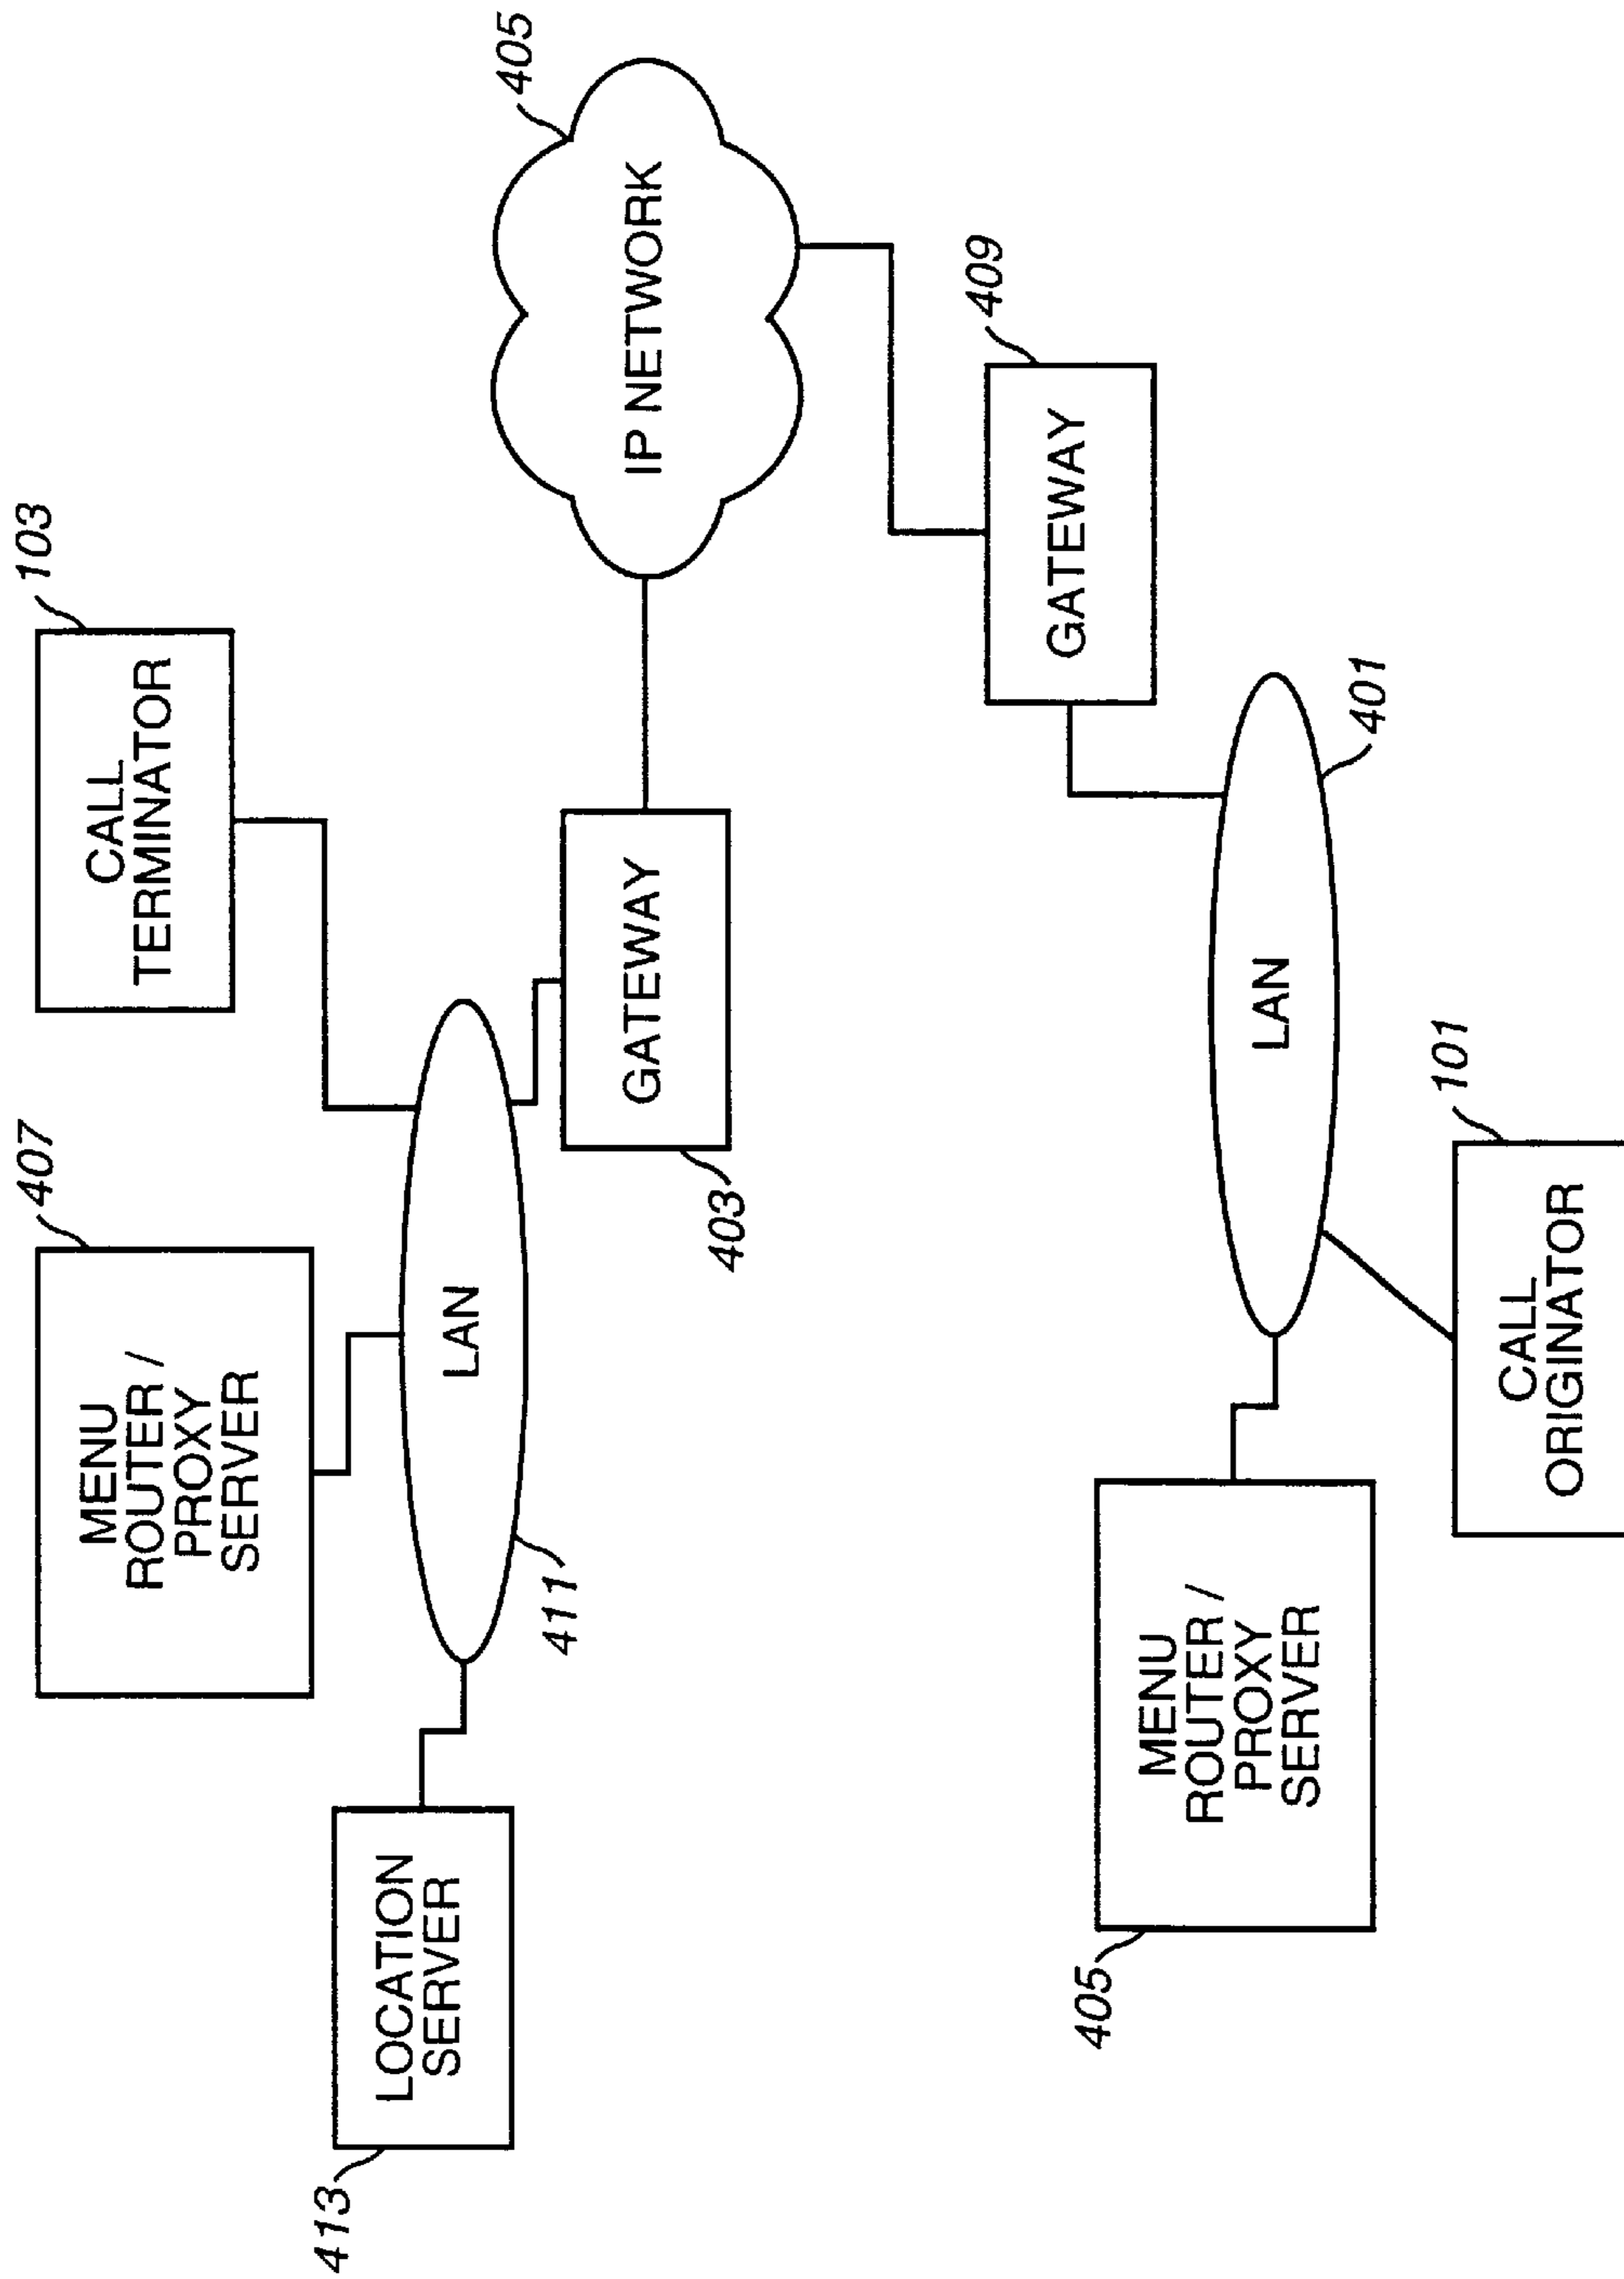 413
LOCATION
SERVER
407
MENU
ROUTER /
PROXY
SERVER
LAN
411
103
CALL
TERMINATOR
GATEWAY
403
405
IP NETWORK
409
GATEWAY
405
MENU
ROUTER /
PROXY
SERVER
LAN
401
101
CALL
ORIGINATOR